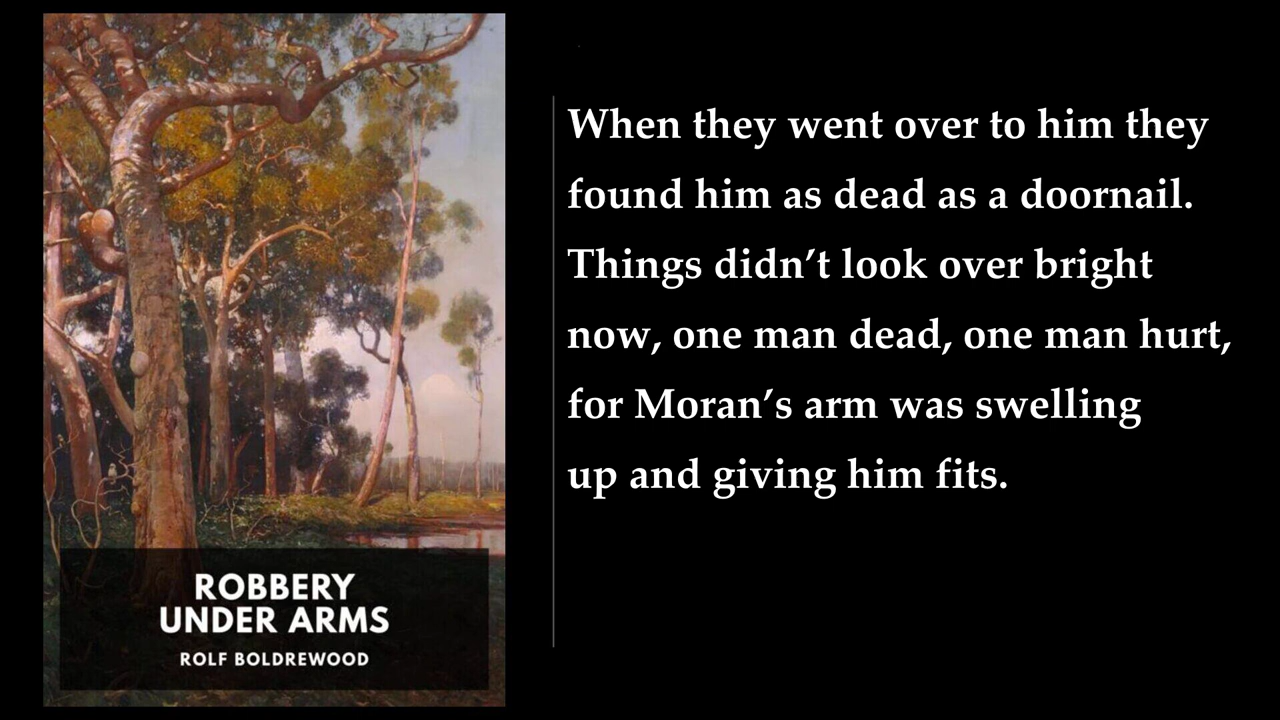 When they went over to him they
found him as dead as a doornail.
Things didn’t look over bright
now, one man dead, one man hurt,
for Moran’s arm was swelling
up and giving him fits.
ROBBERY
UNDER ARMS
ROLF BOLDREWOOD